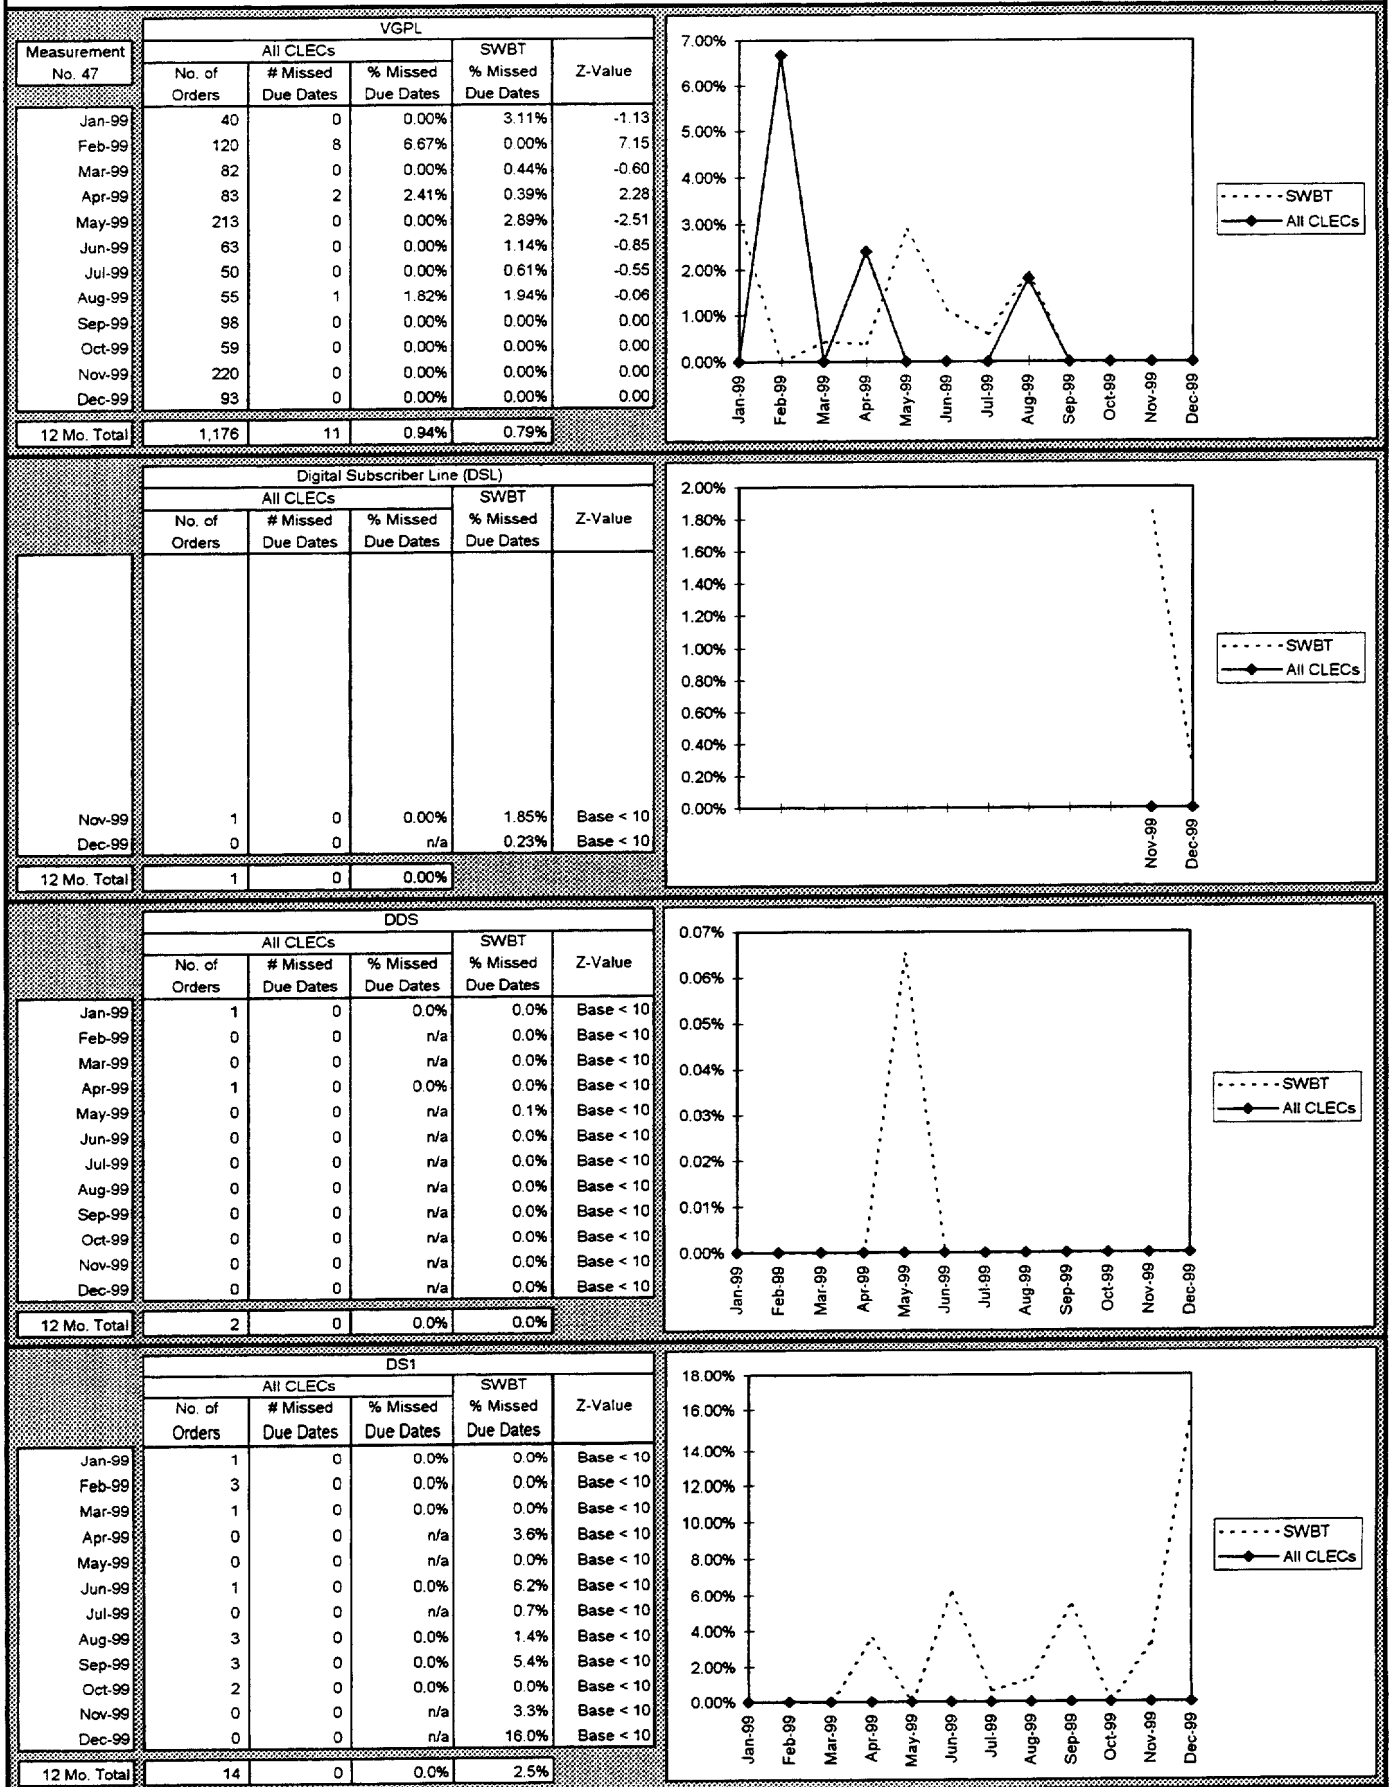 VGPL
Measurement No. 47
All CLECs SWBT
No. of Orders # Missed Due Dates % Missed Due Dates % Missed Due Dates Z-Value
Jan-99 40 0 0.00% 3.11% -1.13
Feb-99 120 8 6.67% 0.00% 7.15
Mar-99 82 0 0.00% 0.44% -0.60
Apr-99 83 2 2.41% 0.39% 2.28
May-99 213 0 0.00% 2.89% -2.51
Jun-99 63 0 0.00% 1.14% -0.85
Jul-99 50 0 0.00% 0.61% -0.55
Aug-99 55 1 1.82% 1.94% -0.06
Sep-99 98 0 0.00% 0.00% 0.00
Oct-99 59 0 0.00% 0.00% 0.00
Nov-99 220 0 0.00% 0.00% 0.00
Dec-99 93 0 0.00% 0.00% 0.00
12 Mo. Total 1,176 11 0.94% 0.79%
7.00%
6.00%
5.00%
4.00%
3.00%
2.00%
1.00%
0.00%
Jan-99 Feb-99 Mar-99 Apr-99 May-99 Jun-99 Jul-99 Aug-99 Sep-99 Oct-99 Nov-99 Dec-99
SWBT
All CLECs
Digital Subscriber Line (DSL)
All CLECs SWBT
No. of Orders # Missed Due Dates % Missed Due Dates % Missed Due Dates Z-Value
Nov-99 1 0 0.00% 1.85% Base < 10
Dec-99 0 0 n/a 0.23% Base < 10
12 Mo. Total 1 0 0.00%
2.00%
1.80%
1.60%
1.40%
1.20%
1.00%
0.80%
0.60%
0.40%
0.20%
0.00%
Nov-99 Dec-99
SWBT
All CLECs
DDS
All CLECs SWBT
No. of Orders # Missed Due Dates % Missed Due Dates % Missed Due Dates Z-Value
Jan-99 1 0 0.0% 0.0% Base < 10
Feb-99 0 0 n/a 0.0% Base < 10
Mar-99 0 0 n/a 0.0% Base < 10
Apr-99 1 0 0.0% 0.0% Base < 10
May-99 0 0 n/a 0.1% Base < 10
Jun-99 0 0 n/a 0.0% Base < 10
Jul-99 0 0 n/a 0.0% Base < 10
Aug-99 0 0 n/a 0.0% Base < 10
Sep-99 0 0 n/a 0.0% Base < 10
Oct-99 0 0 n/a 0.0% Base < 10
Nov-99 0 0 n/a 0.0% Base < 10
Dec-99 0 0 n/a 0.0% Base < 10
12 Mo. Total 2 0 0.0% 0.0%
0.07%
0.06%
0.05%
0.04%
0.03%
0.02%
0.01%
0.00%
Jan-99 Feb-99 Mar-99 Apr-99 May-99 Jun-99 Jul-99 Aug-99 Sep-99 Oct-99 Nov-99 Dec-99
SWBT
All CLECs
DS1
All CLECs SWBT
No. of Orders # Missed Due Dates % Missed Due Dates % Missed Due Dates Z-Value
Jan-99 1 0 0.0% 0.0% Base < 10
Feb-99 3 0 0.0% 0.0% Base < 10
Mar-99 1 0 0.0% 0.0% Base < 10
Apr-99 0 0 n/a 3.6% Base < 10
May-99 0 0 n/a 0.0% Base < 10
Jun-99 1 0 0.0% 6.2% Base < 10
Jul-99 0 0 n/a 0.7% Base < 10
Aug-99 3 0 0.0% 1.4% Base < 10
Sep-99 3 0 0.0% 5.4% Base < 10
Oct-99 2 0 0.0% 0.0% Base < 10
Nov-99 0 0 n/a 3.3% Base < 10
Dec-99 0 0 n/a 16.0% Base < 10
12 Mo. Total 14 0 0.0% 2.5%
18.00%
16.00%
14.00%
12.00%
10.00%
8.00%
6.00%
4.00%
2.00%
0.00%
Jan-99 Feb-99 Mar-99 Apr-99 May-99 Jun-99 Jul-99 Aug-99 Sep-99 Oct-99 Nov-99 Dec-99
SWBT
All CLECs